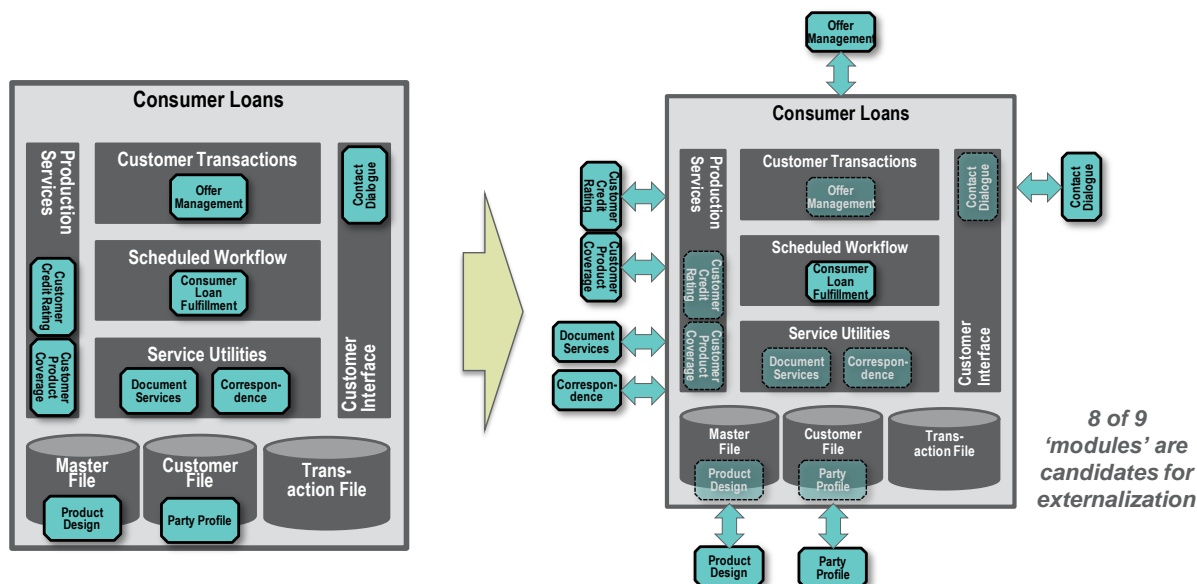 Consumer Loans
Production
Services
Customer Transactions
Offer
Management
Contact
Dialogue
Scheduled Workflow
Consumer
Loan
Fulfillment
Customer
Credit Rating
Customer
Product
Coverage
Service Utilities
Document
Services
Correspon-
dence
Customer
Interface
Master
File
Product
Design
Customer
File
Party Profile
Trans-
action File
Offer
Management
Consumer Loans
Customer
Credit
Rating
Customer
Product
Coverage
Document
Services
Correspon-
dence
Production
Services
Customer
Credit
Rating
Customer
Product
Coverage
Customer Transactions
Offer
Management
Scheduled Workflow
Consumer
Loan
Fulfillment
Service Utilities
Document
Services
Correspon-
dence
Contact
Dialogue
Customer
Interface
Contact
Dialogue
Master
File
Product
Design
Customer
File
Party
Profile
Trans-
action File
Product
Design
Party
Profile
8 of 9
‘modules’ are
candidates for
externalization